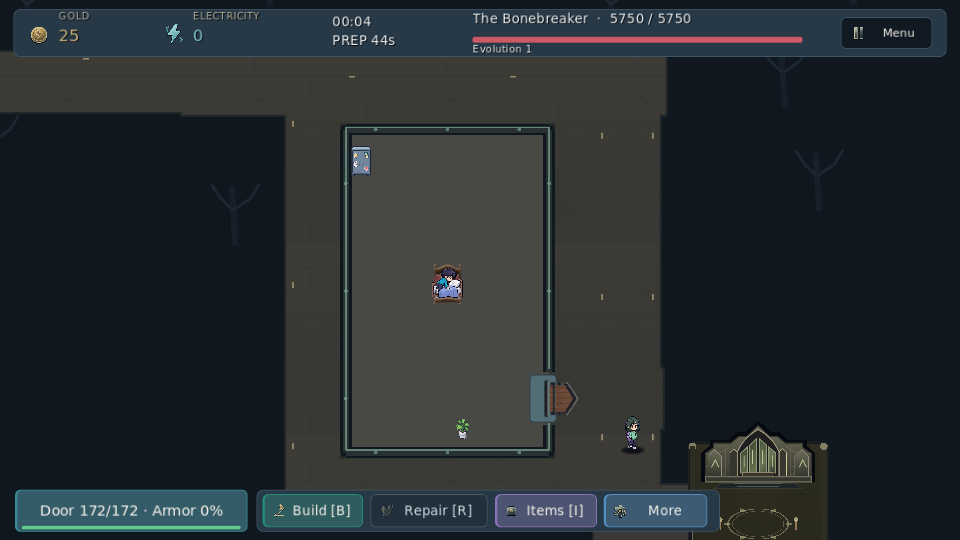 GOLD
25
ELECTRICITY
0
00:04
PREP 44s
The Bonebreaker · 5750 / 5750
Evolution 1
Menu
Door 172/172 · Armor 0%
Build [B]
Repair [R]
Items [I]
More